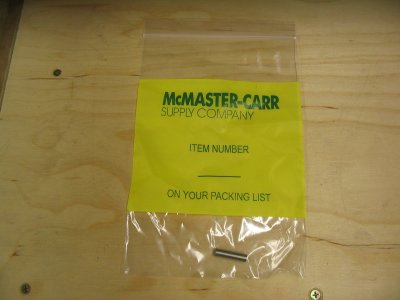 McMASTER-CARR
SUPPLY COMPANY
ITEM NUMBER
ON YOUR PACKING LIST